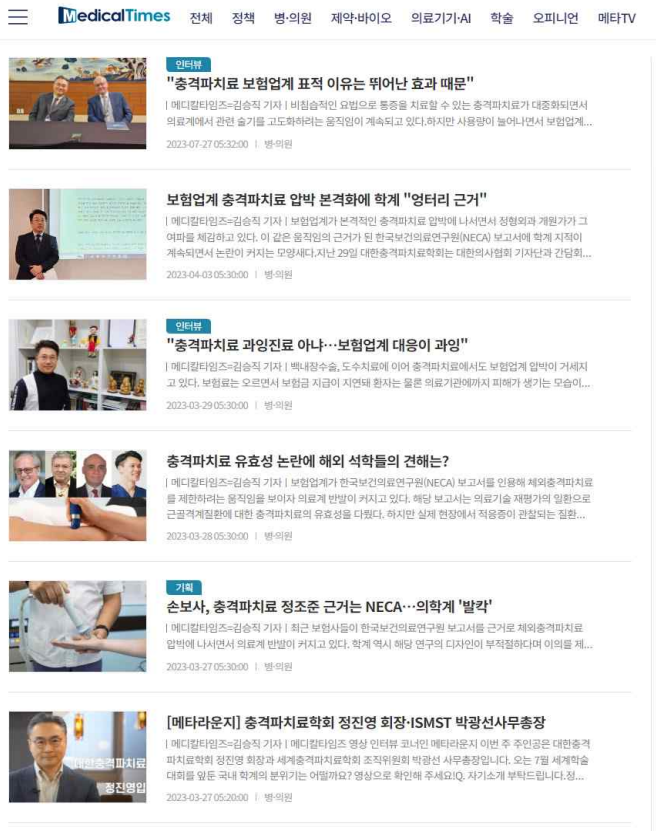 MedicalTimes 전체 정책 병·의원 제약·바이오 의료기기·AI 학술 오피니언 메타TV
인터뷰
"충격파치료 보험업계 표적 이유는 뛰어난 효과 때문"
| 메디칼타임즈=김승직 기자 | 비침습적인 요법으로 통증을 치료할 수 있는 충격파치료가 대중화되면서
의료계에서 관련 술기를 고도화하려는 움직임이 계속되고 있다.하지만 사용량이 늘어나면서 보험업계...
2023-07-27 05:32:00 | 병·의원
보험업계 충격파치료 압박 본격화에 학계 "엉터리 근거"
| 메디칼타임즈=김승직 기자 | 보험업계가 본격적인 충격파치료 압박에 나서면서 정형외과 개원가가 그
여파를 체감하고 있다. 이 같은 움직임의 근거가 된 한국보건의료연구원(NECA) 보고서에 학계 지적이
계속되면서 논란이 커지는 모양새다.지난 29일 대한충격파치료학회는 대한의사협회 기자단과 간담회...
2023-04-03 05:30:00 | 병·의원
인터뷰
"충격파치료 과잉진료 아냐…보험업계 대응이 과잉"
| 메디칼타임즈=김승직 기자 | 백내장수술, 도수치료에 이어 충격파치료에서도 보험업계 압박이 거세지
고 있다. 보험료는 오르면서 보험금 지급이 지연돼 환자는 물론 의료기관에까지 피해가 생기는 모습이...
2023-03-29 05:30:00 | 병·의원
충격파치료 유효성 논란에 해외 석학들의 견해는?
| 메디칼타임즈=김승직 기자 | 보험업계가 한국보건의료연구원(NECA) 보고서를 인용해 체외충격파치료
를 제한하려는 움직임을 보이자 의료계 반발이 커지고 있다. 해당 보고서는 의료기술 재평가의 일환으로
근골격계질환에 대한 충격파치료의 유효성을 다뤘다. 하지만 실제 현장에서 적응증이 관찰되는 질환...
2023-03-28 05:30:00 | 병·의원
기획
손보사, 충격파치료 정조준 근거는 NECA…의학계 '발칵'
| 메디칼타임즈=김승직 기자 | 최근 보험사들이 한국보건의료연구원 보고서를 근거로 체외충격파치료
압박에 나서면서 의료계 반발이 커지고 있다. 학계 역시 해당 연구의 디자인이 부적절하다며 이의를 제...
2023-03-27 05:30:00 | 병·의원
[메타라운지] 충격파치료학회 정진영 회장·ISMST 박광선사무총장
| 메디칼타임즈=김승직 기자 | 메디칼타임즈 영상 인터뷰 코너인 메타라운지 이번 주 주인공은 대한충격
파치료학회 정진영 회장과 세계충격파치료학회 조직위원회 박광선 사무총장입니다. 오는 7월 세계학술
대회를 앞둔 국내 학계의 분위기는 어떨까요? 영상으로 확인해 주세요!Q. 자기소개 부탁드립니다.정...
대한충격파치료
정진영입
2023-03-27 05:20:00 | 병·의원